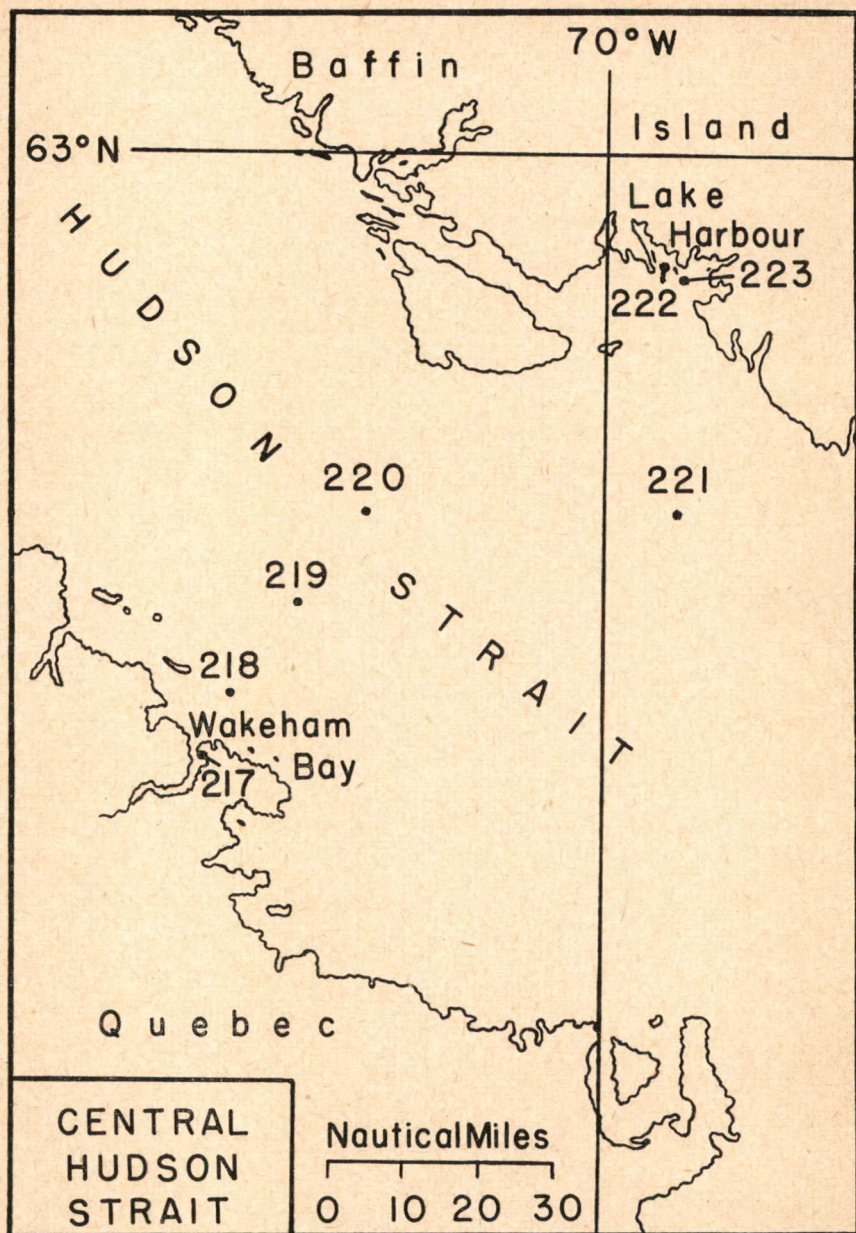 70°W
Baffin
Island
63°N
Lake
Harbour
223
222
HUDSON
220
221
219
STRAIT
218
Wakeham
Bay
217
Quebec
CENTRAL
HUDSON
STRAIT
Nautical Miles
0 10 20 30